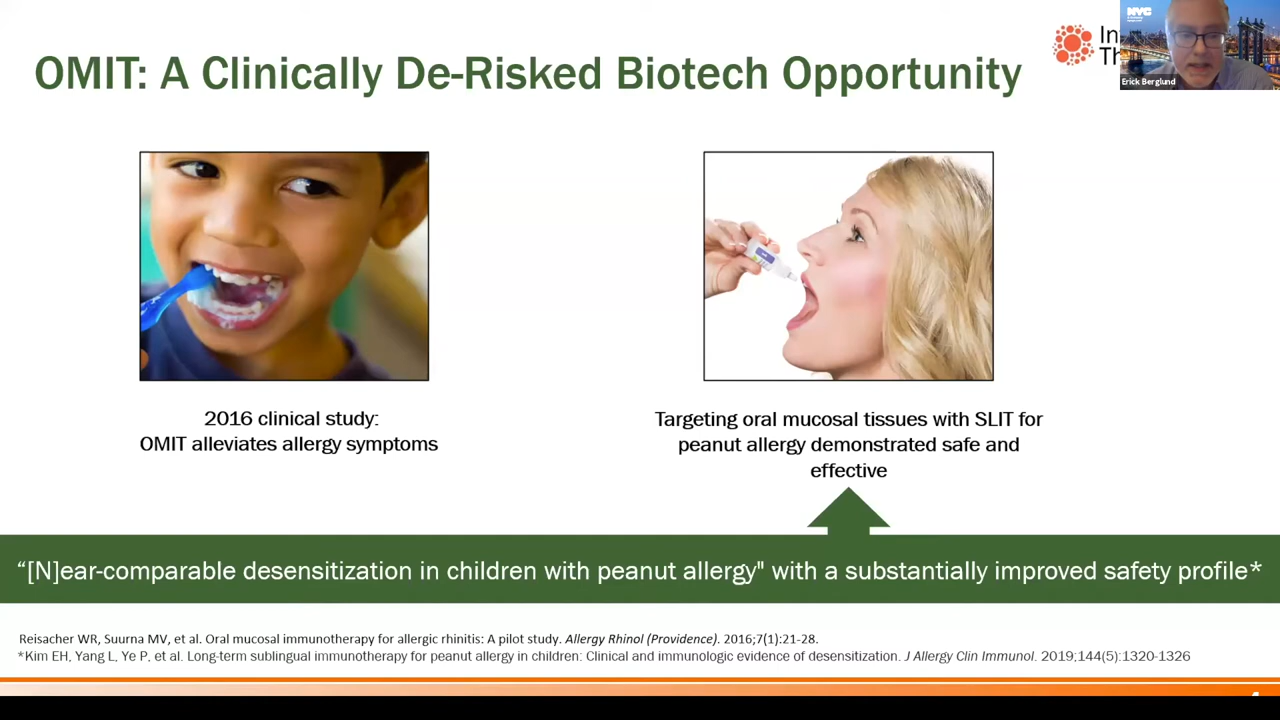 OMIT: A Clinically De-Risked Biotech Opportunity
In
Th
NYC
Erick Berglund
2016 clinical study:
OMIT alleviates allergy symptoms
Targeting oral mucosal tissues with SLIT for
peanut allergy demonstrated safe and
effective
“[N]ear-comparable desensitization in children with peanut allergy" with a substantially improved safety profile*
Reisacher WR, Suurna MV, et al. Oral mucosal immunotherapy for allergic rhinitis: A pilot study. Allergy Rhinol (Providence). 2016;7(1):21-28.
*Kim EH, Yang L, Ye P, et al. Long-term sublingual immunotherapy for peanut allergy in children: Clinical and immunologic evidence of desensitization. J Allergy Clin Immunol. 2019;144(5):1320-1326